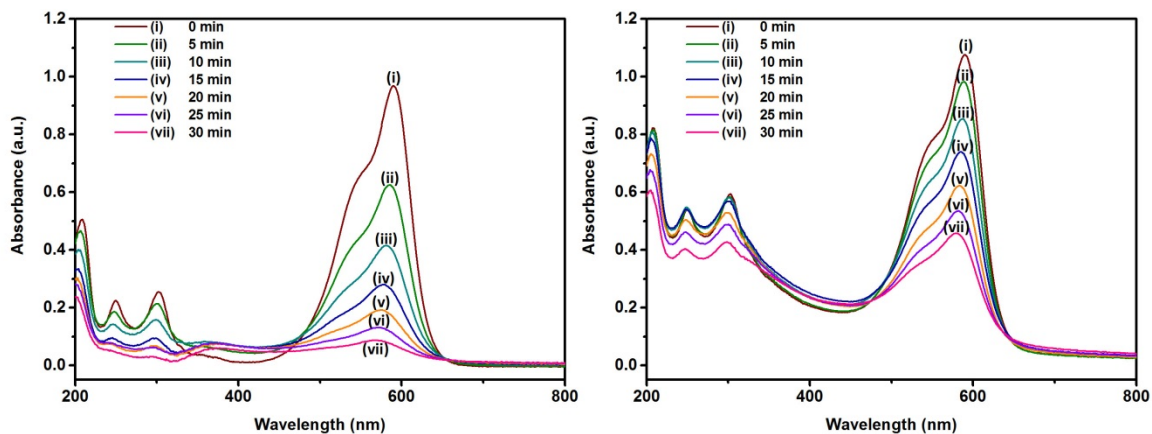 1.2
1.0
0.8
0.6
0.4
0.2
0.0
Absorbance (a.u.)
(i) 0 min
(ii) 5 min
(iii) 10 min
(iv) 15 min
(v) 20 min
(vi) 25 min
(vii) 30 min
(i)
(ii)
(iii)
(iv)
(v)
(vi)
(vii)
200 400 600 800
Wavelength (nm)
1.2
1.0
0.8
0.6
0.4
0.2
0.0
Absorbance (a.u.)
(i) 0 min
(ii) 5 min
(iii) 10 min
(iv) 15 min
(v) 20 min
(vi) 25 min
(vii) 30 min
(i)
(ii)
(iii)
(iv)
(v)
(vi)
(vii)
200 400 600 800
Wavelength (nm)